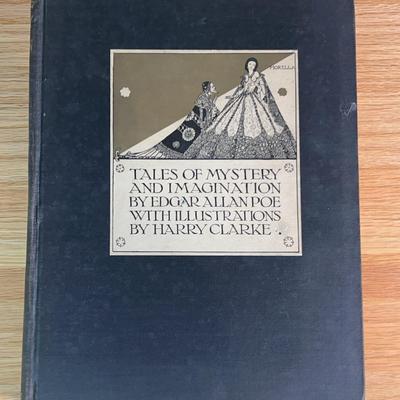 MORELLA
TALES OF MYSTERY
AND IMAGINATION
BY EDGAR ALLAN POE
WITH ILLUSTRATIONS
BY HARRY CLARKE